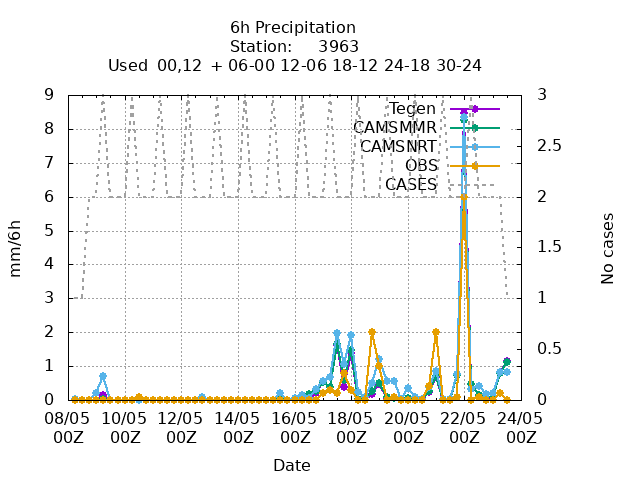 6h Precipitation
Station: 3963
Used 00,12 + 06-00 12-06 18-12 24-18 30-24
9 3
8 2.5
7
6 2
5 1.5
4
3 1
2
1 0.5
0 0
Tegen
CAMSMMR
CAMSNRT
OBS
CASES
mm/6h
No cases
08/05 10/05 12/05 14/05 16/05 18/05 20/05 22/05 24/05
00Z 00Z 00Z 00Z 00Z 00Z 00Z 00Z 00Z
Date